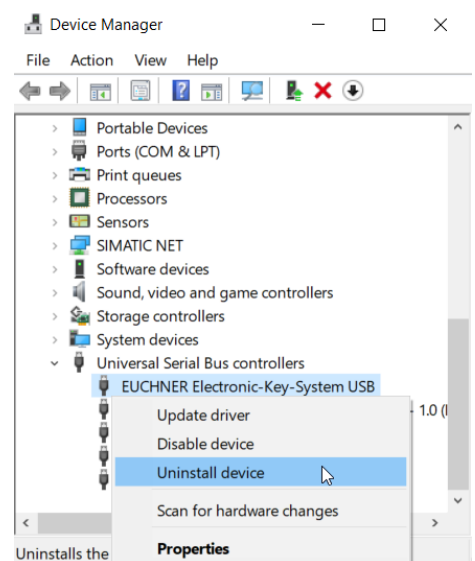 Device Manager
File Action View Help
Portable Devices
Ports (COM & LPT)
Print queues
Processors
Sensors
SIMATIC NET
Software devices
Sound, video and game controllers
Storage controllers
System devices
Universal Serial Bus controllers
EUCHNER Electronic-Key-System USB
Update driver
- 1.0 (
Disable device
Uninstall device
Scan for hardware changes
Properties
Uninstalls the